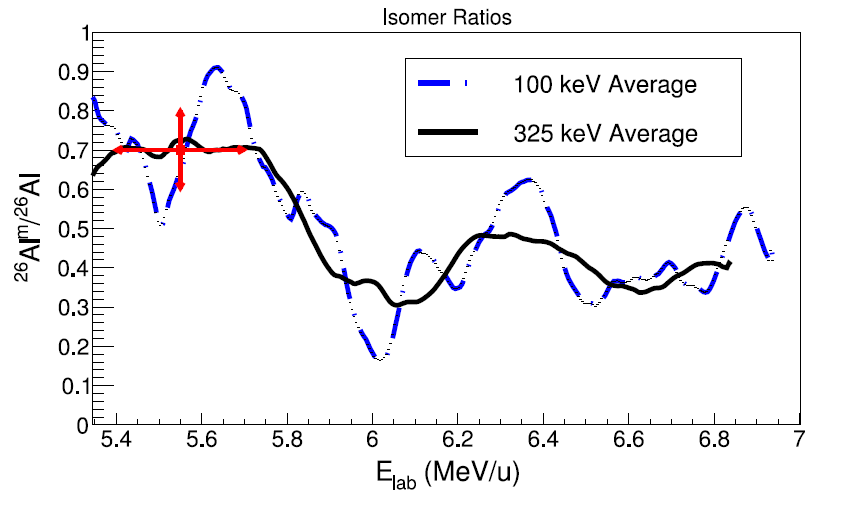 Isomer Ratios
100 keV Average
325 keV Average
²⁶Alᵐ/²⁶Al
1
0.9
0.8
0.7
0.6
0.5
0.4
0.3
0.2
0.1
0
5.4 5.6 5.8 6 6.2 6.4 6.6 6.8 7
E_lab (MeV/u)